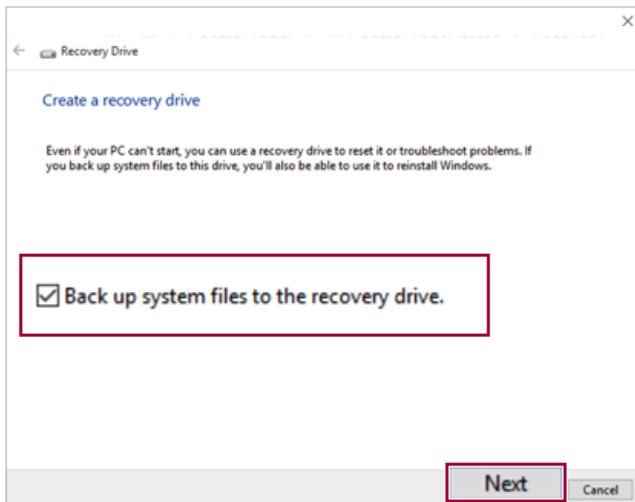 Recovery Drive
Create a recovery drive
Even if your PC can't start, you can use a recovery drive to reset it or troubleshoot problems. If
you back up system files to this drive, you'll also be able to use it to reinstall Windows.
Back up system files to the recovery drive.
Next
Cancel